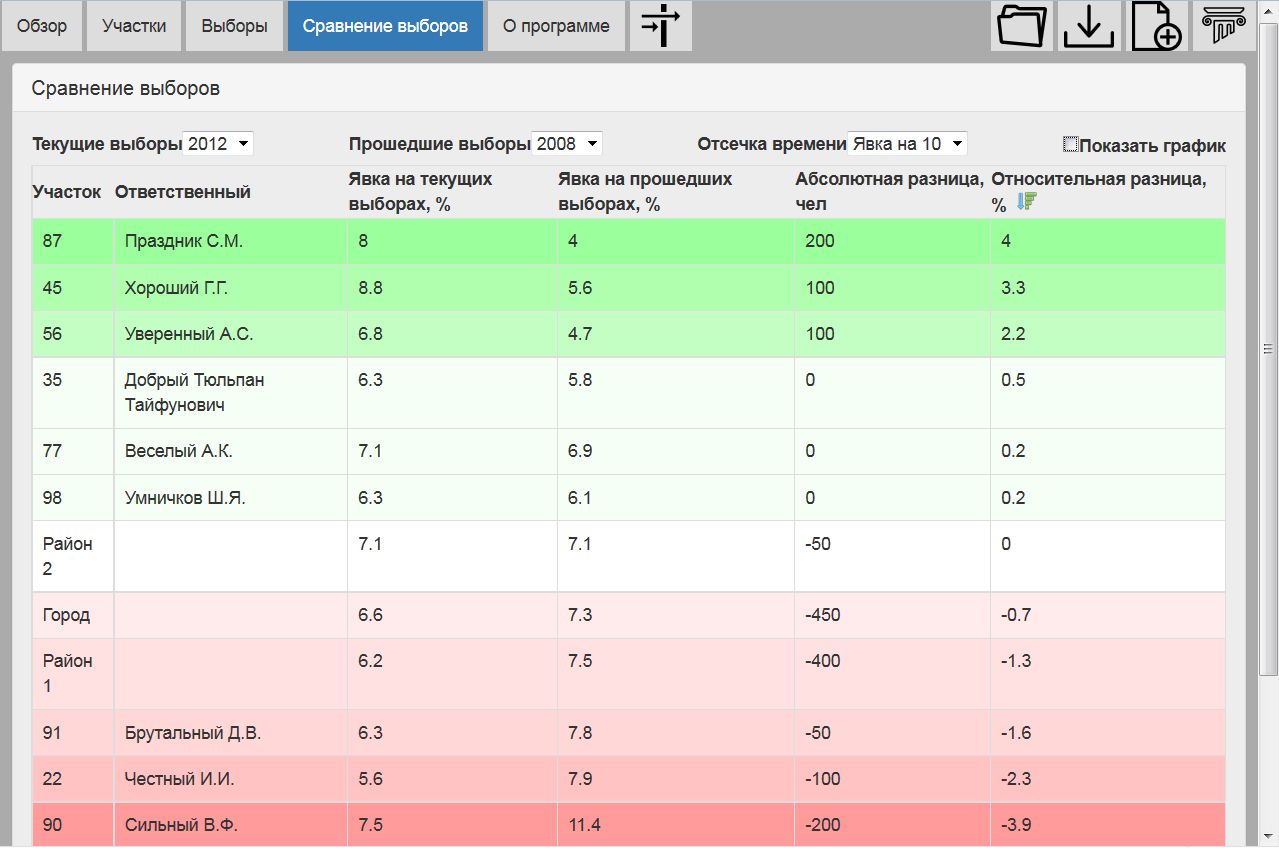 Обзор Участки Выборы Сравнение выборов О программе
Сравнение выборов
Текущие выборы 2012 Прошедшие выборы 2008 Отсечка времени Явка на 10 Показать график
Участок Ответственный Явка на текущих выборах, % Явка на прошедших выборах, % Абсолютная разница, чел Относительная разница, %
87 Праздник С.М. 8 4 200 4
45 Хороший Г.Г. 8.8 5.6 100 3.3
56 Уверенный А.С. 6.8 4.7 100 2.2
35 Добрый Тюльпан Тайфунович 6.3 5.8 0 0.5
77 Веселый А.К. 7.1 6.9 0 0.2
98 Умничков Ш.Я. 6.3 6.1 0 0.2
Район 2 7.1 7.1 -50 0
Город 6.6 7.3 -450 -0.7
Район 1 6.2 7.5 -400 -1.3
91 Брутальный Д.В. 6.3 7.8 -50 -1.6
22 Честный И.И. 5.6 7.9 -100 -2.3
90 Сильный В.Ф. 7.5 11.4 -200 -3.9